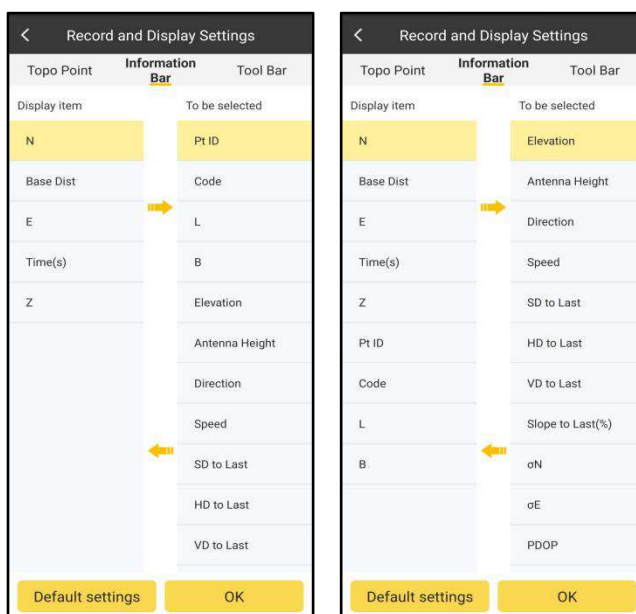 Record and Display Settings
Topo Point
Information
Bar
Tool Bar
Display item
To be selected
N
Pt ID
Base Dist
Code
E
L
Time(s)
B
Z
Elevation
Antenna Height
Direction
Speed
SD to Last
HD to Last
VD to Last
Default settings
OK
Record and Display Settings
Topo Point
Information
Bar
Tool Bar
Display item
To be selected
N
Elevation
Base Dist
Antenna Height
E
Direction
Time(s)
Speed
Z
SD to Last
Pt ID
HD to Last
Code
VD to Last
L
Slope to Last(%)
B
σN
σE
PDOP
Default settings
OK